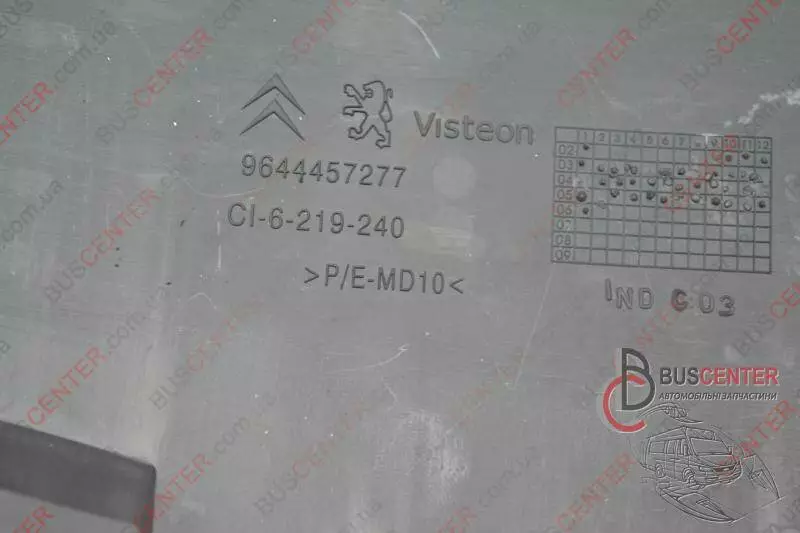 Visteon
9644457277
CI-6-219-240
>P/E-MD10<
1 2 3 4 5 6 7 8 9 10 11 12
02
03
04
05
06
07
08
09
IND C 03
BUSCENTER
АВТОМОБІЛЬНІ ЗАПЧАСТИНИ
BUSCENTER.com.ua